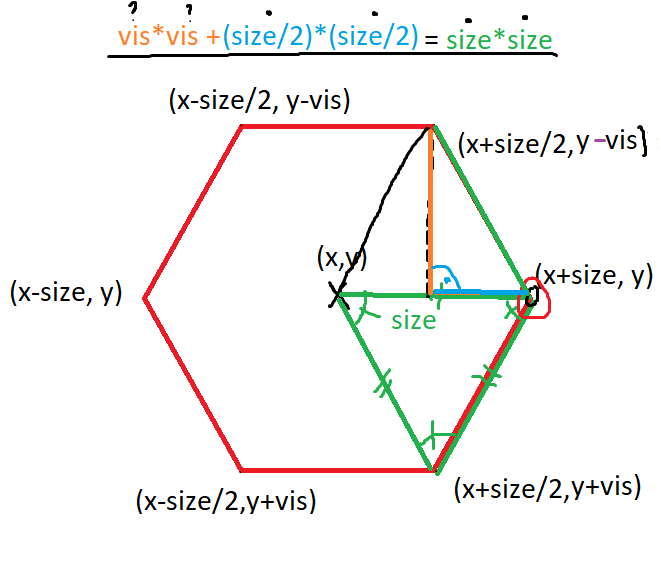 vis*vis +(size/2)*(size/2) = size*size
(x-size/2, y-vis)
(x+size/2,y-vis)
(x,y)
(x+size, y)
(x-size, y)
size
(x-size/2,y+vis)
(x+size/2,y+vis)